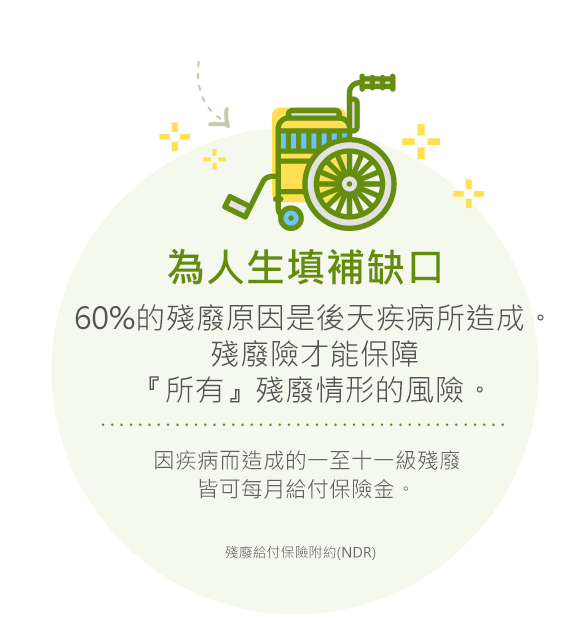 為人生填補缺口
60%的殘廢原因是後天疾病所造成。
殘廢險才能保障
『所有』殘廢情形的風險。
因疾病而造成的一至十一級殘廢
皆可每月給付保險金。
殘廢給付保險附約(NDR)